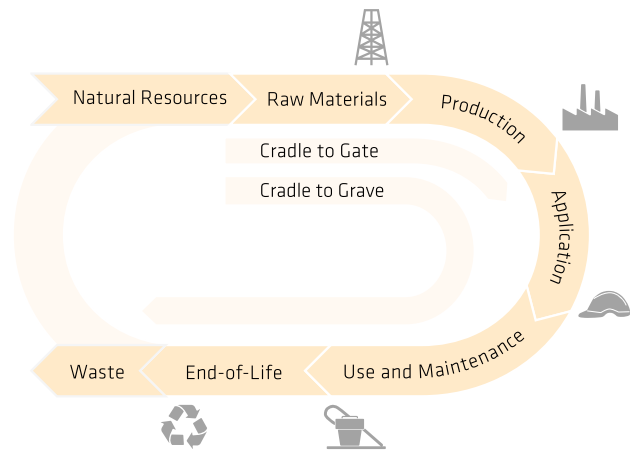 Natural Resources
Raw Materials
Production
Cradle to Gate
Cradle to Grave
Application
Use and Maintenance
End-of-Life
Waste